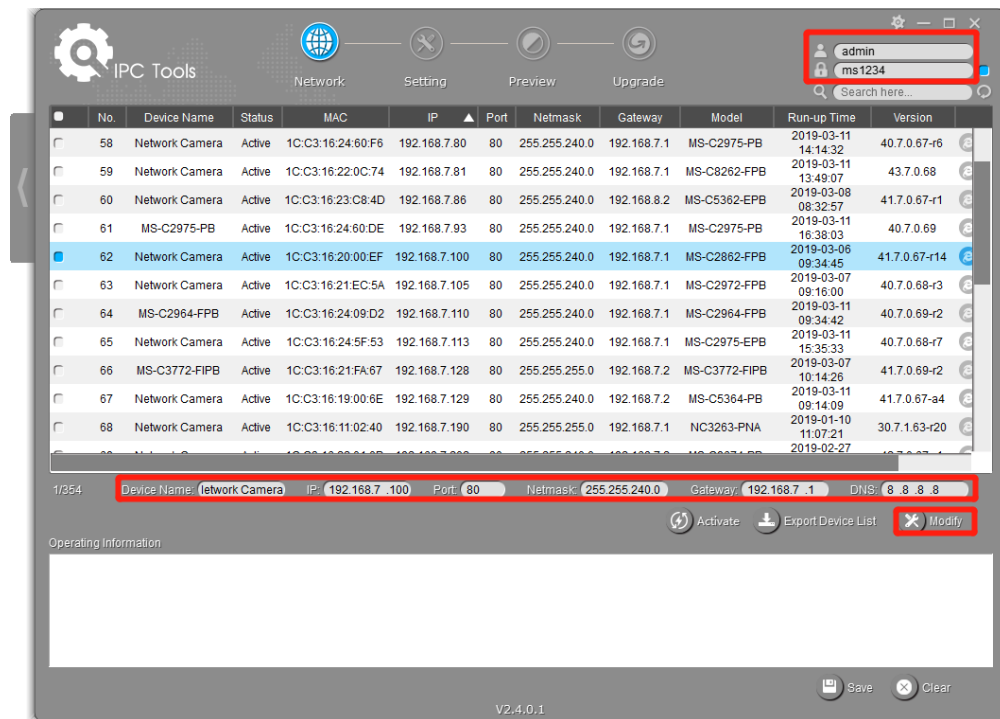 IPC Tools
Network Setting Preview Upgrade
admin
ms1234
Search here...
No. Device Name Status MAC IP Port Netmask Gateway Model Run-up Time Version
58 Network Camera Active 1C:C3:16:24:60:F6 192.168.7.80 80 255.255.240.0 192.168.7.1 MS-C2975-PB 2019-03-11 14:14:32 40.7.0.67-r6
59 Network Camera Active 1C:C3:16:22:0C:74 192.168.7.81 80 255.255.240.0 192.168.7.1 MS-C8262-FPB 2019-03-11 13:49:07 43.7.0.68
60 Network Camera Active 1C:C3:16:23:C8:4D 192.168.7.86 80 255.255.240.0 192.168.8.2 MS-C5362-EPB 2019-03-08 08:32:57 41.7.0.67-r1
61 MS-C2975-PB Active 1C:C3:16:24:60:DE 192.168.7.93 80 255.255.240.0 192.168.7.1 MS-C2975-PB 2019-03-11 16:38:03 40.7.0.69
62 Network Camera Active 1C:C3:16:20:00:EF 192.168.7.100 80 255.255.240.0 192.168.7.1 MS-C2862-FPB 2019-03-06 09:34:45 41.7.0.67-r14
63 Network Camera Active 1C:C3:16:21:EC:5A 192.168.7.105 80 255.255.240.0 192.168.7.1 MS-C2972-FPB 2019-03-07 09:16:00 40.7.0.68-r3
64 MS-C2964-FPB Active 1C:C3:16:24:09:D2 192.168.7.110 80 255.255.240.0 192.168.7.1 MS-C2964-FPB 2019-03-11 09:34:42 40.7.0.69-r2
65 Network Camera Active 1C:C3:16:24:5F:53 192.168.7.113 80 255.255.240.0 192.168.7.1 MS-C2975-EPB 2019-03-11 15:35:33 40.7.0.68-r7
66 MS-C3772-FIPB Active 1C:C3:16:21:FA:67 192.168.7.128 80 255.255.255.0 192.168.7.2 MS-C3772-FIPB 2019-03-07 10:14:26 41.7.0.69-r2
67 Network Camera Active 1C:C3:16:19:00:6E 192.168.7.129 80 255.255.240.0 192.168.7.2 MS-C5364-PB 2019-03-11 09:14:09 41.7.0.67-a4
68 Network Camera Active 1C:C3:16:11:02:40 192.168.7.190 80 255.255.255.0 192.168.7.1 NC3263-PNA 2019-01-10 11:07:21 30.7.1.63-r20
2019-02-27
1/354 Device Name: letwork Camera IP: 192.168.7 .100 Port: 80 Netmask: 255.255.240.0 Gateway: 192.168.7 .1 DNS: 8 .8 .8 .8
Activate Export Device List Modify
Operating Information
Save Clear
V2.4.0.1